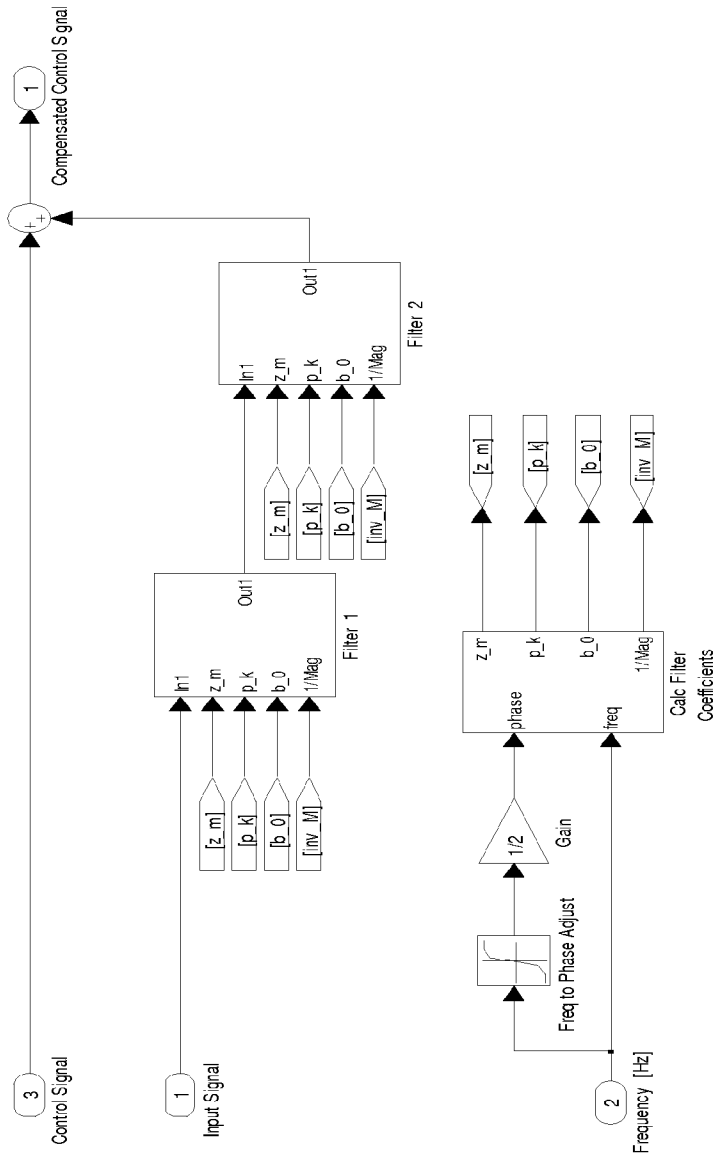 3
Control Signal
1
Compensated Control Signal
1
Input Signal
[z_m]
[p_k]
[b_0]
[inv_M]
In1
z_m
p_k
b_0
1/Mag
Out1
Filter 1
[z_m]
[p_k]
[b_0]
[inv_M]
In1
z_m
p_k
b_0
1/Mag
Out1
Filter 2
+
+
2
Frequency [Hz]
Freq to Phase Adjust
1/2
Gain
phase
freq
z_m
p_k
b_0
1/Mag
Calc Filter
Coefficients
[z_m]
[p_k]
[b_0]
[inv_M]